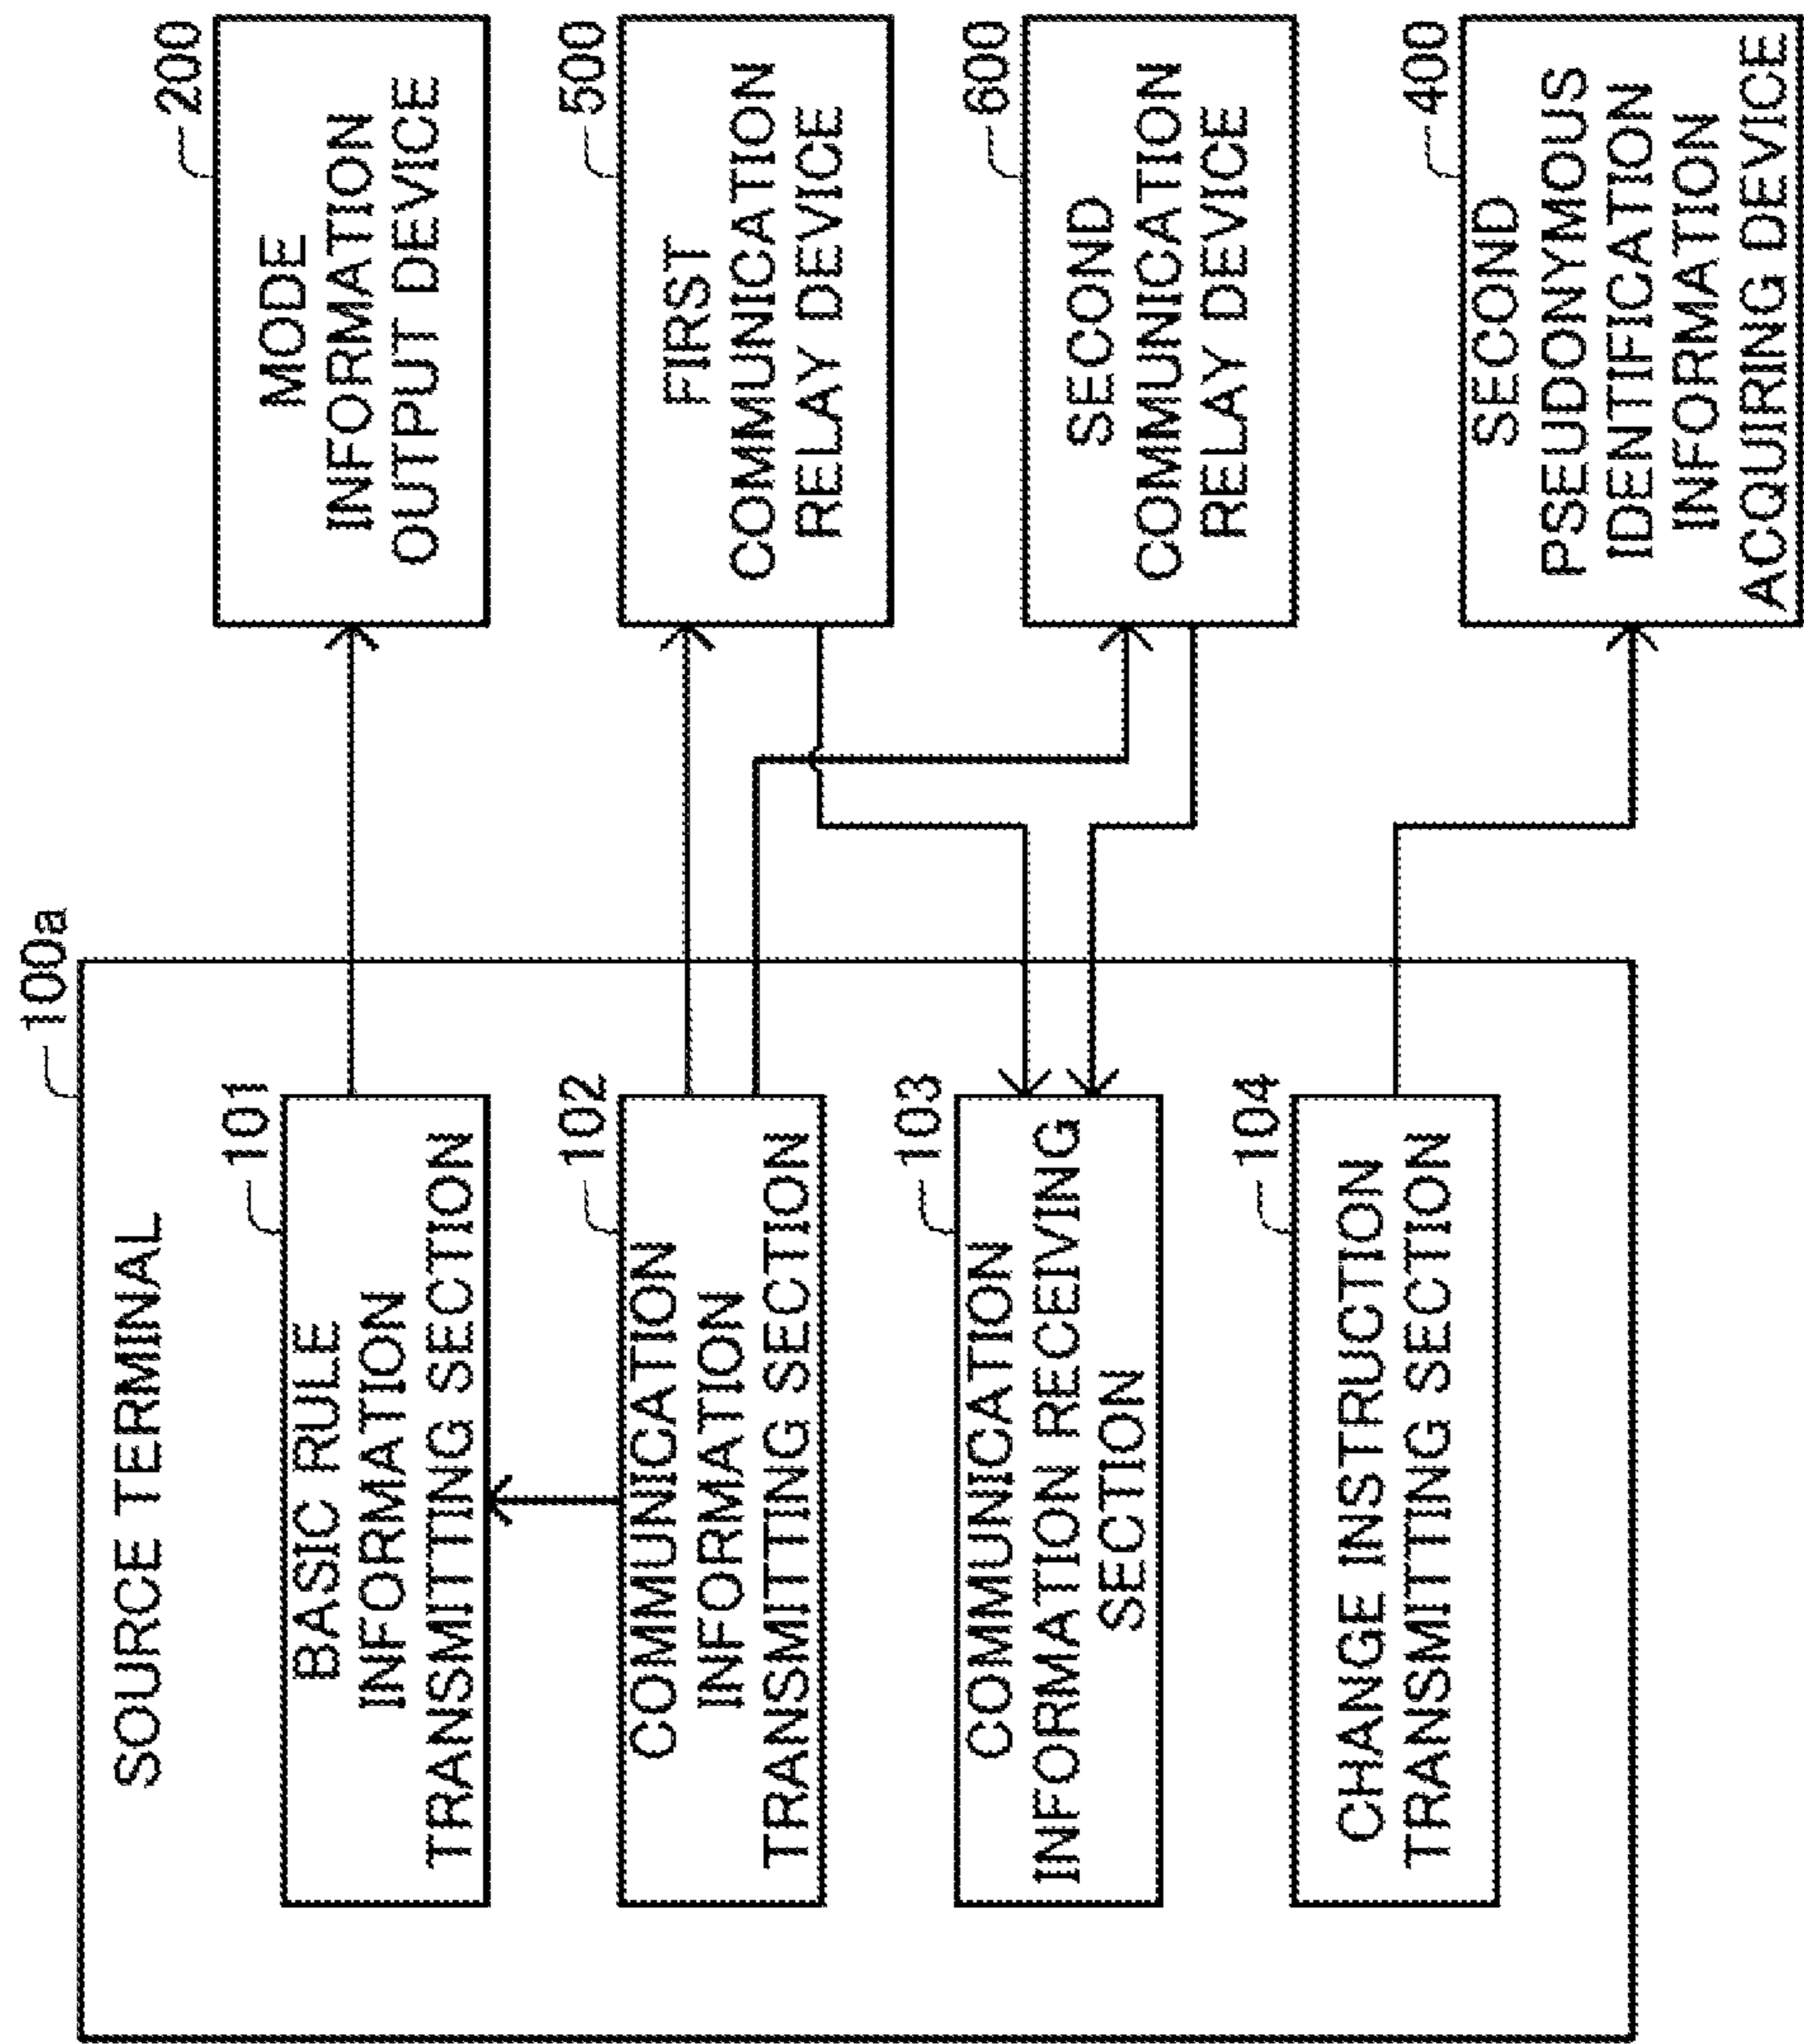 100a
SOURCE TERMINAL
101
BASIC RULE
INFORMATION
TRANSMITTING SECTION
102
COMMUNICATION
INFORMATION
TRANSMITTING SECTION
103
COMMUNICATION
INFORMATION RECEIVING
SECTION
104
CHANGE INSTRUCTION
TRANSMITTING SECTION
200
MODE
INFORMATION
OUTPUT DEVICE
500
FIRST
COMMUNICATION
RELAY DEVICE
600
SECOND
COMMUNICATION
RELAY DEVICE
400
SECOND
PSEUDONYMOUS
IDENTIFICATION
INFORMATION
ACQUIRING DEVICE